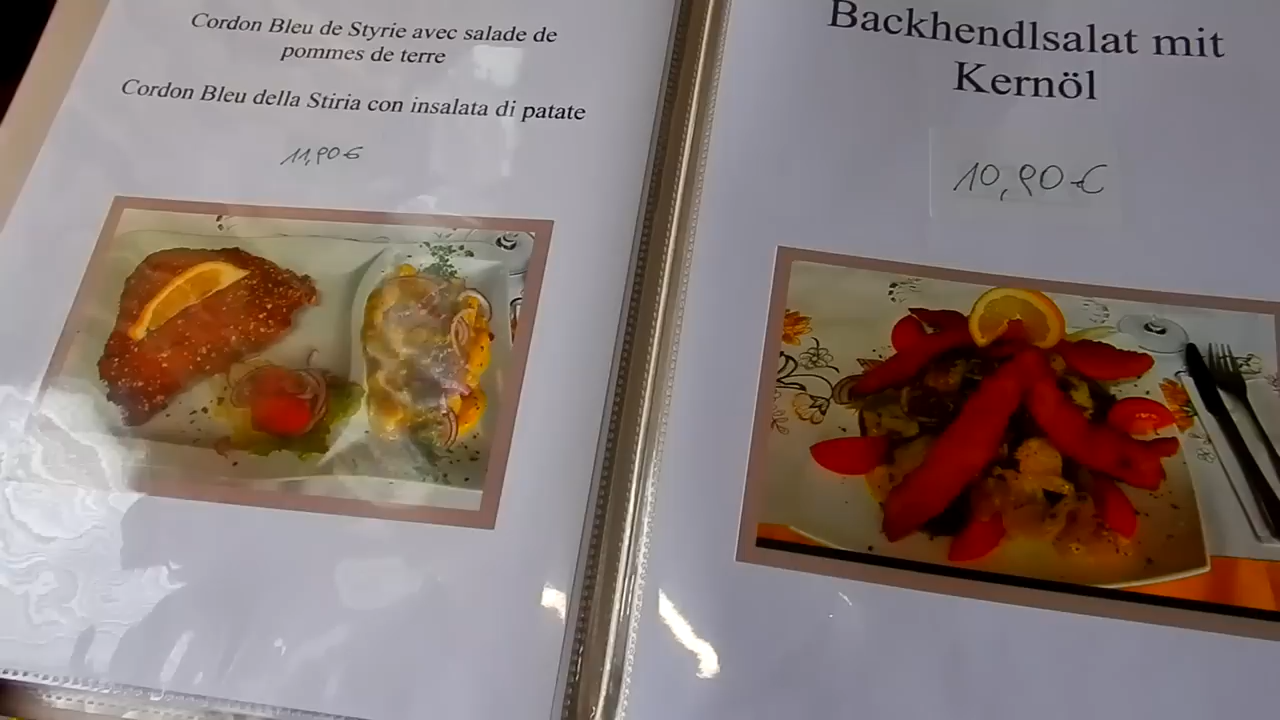 Cordon Bleu de Styrie avec salade de
pommes de terre
Cordon Bleu della Stiria con insalata di patate
11,90 €
Backhendlsalat mit
Kernöl
10,90 €